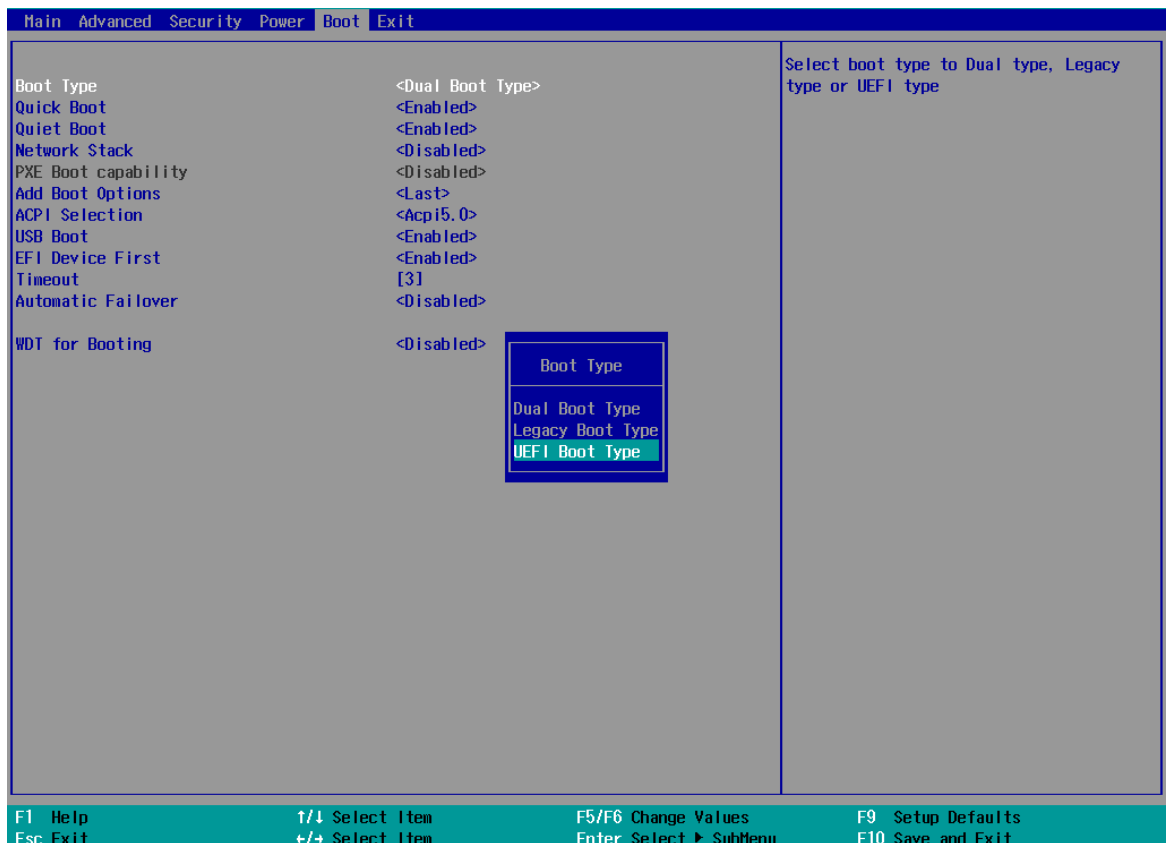 Main Advanced Security Power Boot Exit
Boot Type <Dual Boot Type>
Quick Boot <Enabled>
Quiet Boot <Enabled>
Network Stack <Disabled>
PXE Boot capability <Disabled>
Add Boot Options <Last>
ACPI Selection <Acpi5.0>
USB Boot <Enabled>
EFI Device First <Enabled>
Timeout [3]
Automatic Failover <Disabled>
WDT for Booting <Disabled>
Boot Type
Dual Boot Type
Legacy Boot Type
UEFI Boot Type
Select boot type to Dual type, Legacy
type or UEFI type
F1 Help ↑/↓ Select Item F5/F6 Change Values F9 Setup Defaults
Esc Exit ←/→ Select Item Enter Select ▶ SubMenu F10 Save and Exit